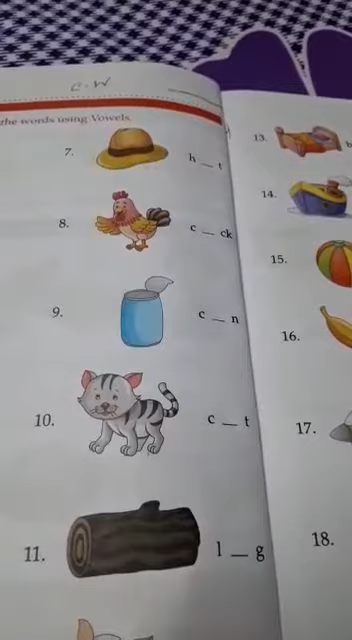 C.W
the words using Vowels.
7. h _ t
8. c _ ck
9. c _ n
10. c _ t
11. l _ g
13. b
14.
15.
16.
17.
18.